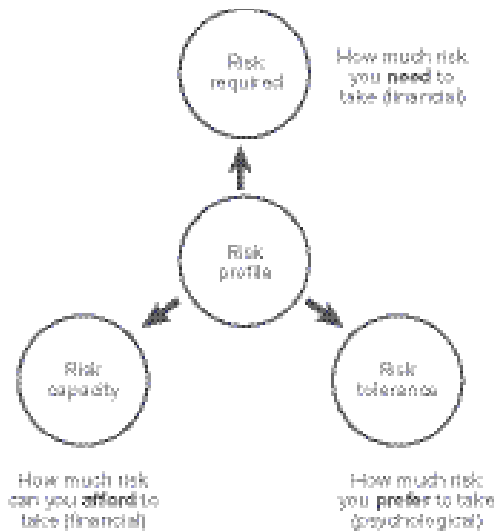 Risk
required
How much risk
you need to
take (financial)
Risk
profile
Risk
capacity
Risk
tolerance
How much risk
can you afford to
take (financial)
How much risk
you prefer to take
(psychological)